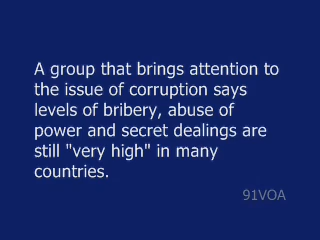 A group that brings attention to
the issue of corruption says
levels of bribery, abuse of
power and secret dealings are
still "very high" in many
countries.
91VOA